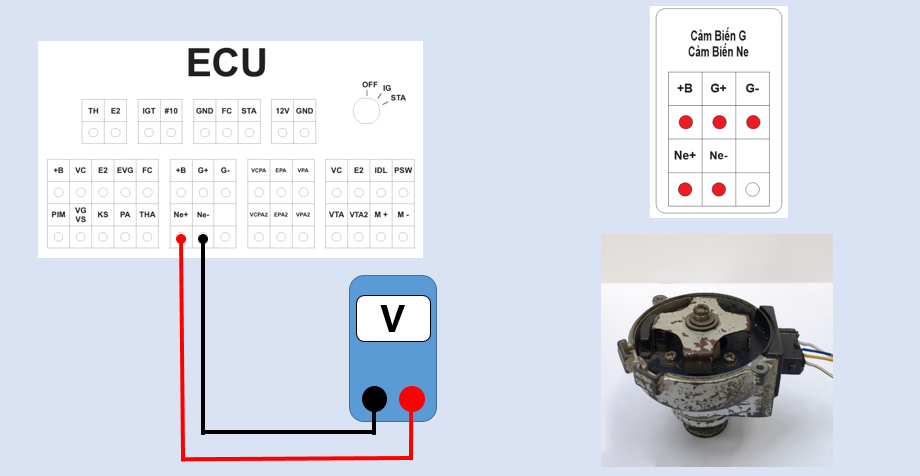 ECU
OFF
IG
STA
TH E2 IGT #10 GND FC STA 12V GND
+B VC E2 EVG FC +B G+ G- VCPA EPA VPA VC E2 IDL PSW
PIM VG VS KS PA THA Ne+ Ne- VCPA2 EPA2 VPA2 VTA VTA2 M + M -
V
Cảm Biến G
Cảm Biến Ne
+B G+ G-
Ne+ Ne-